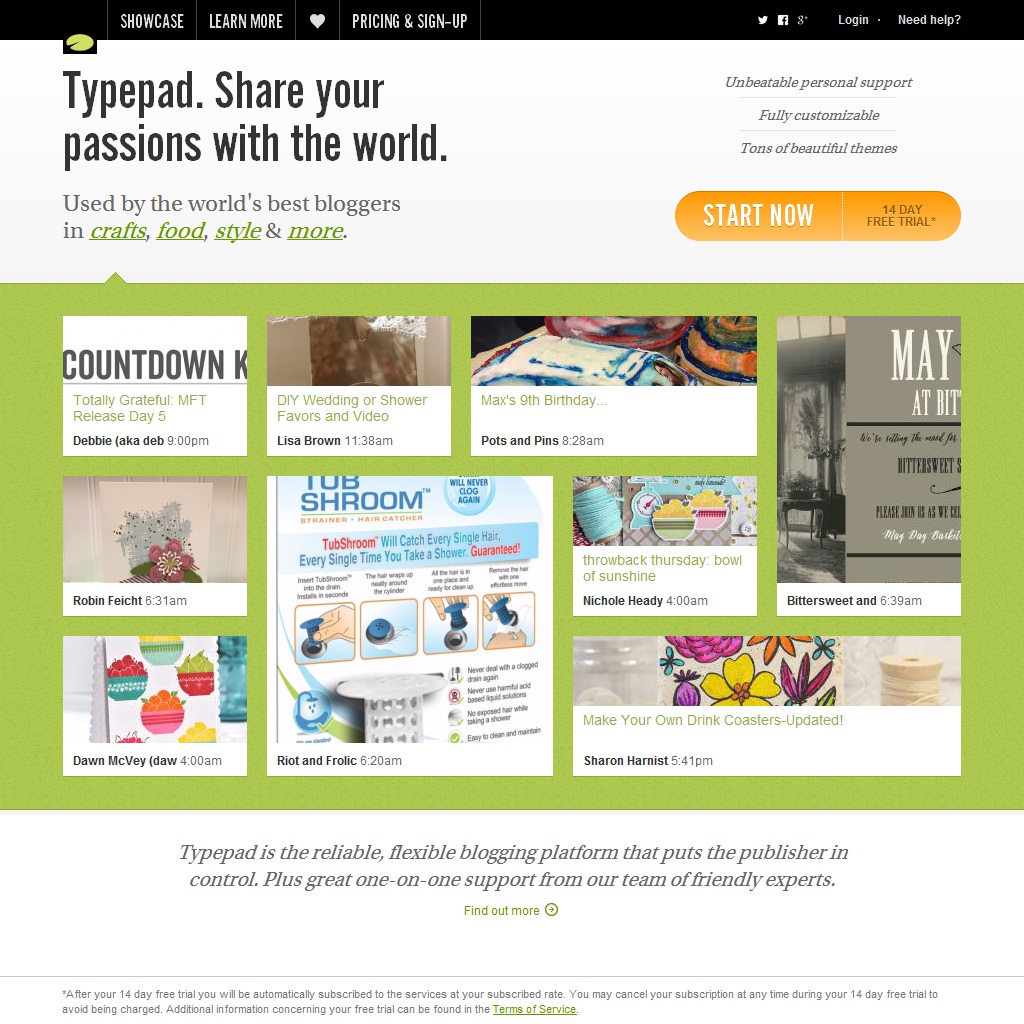 SHOWCASE
LEARN MORE
PRICING & SIGN-UP
Login ·
Need help?
Typepad. Share your
passions with the world.
Unbeatable personal support
Fully customizable
Tons of beautiful themes
Used by the world's best bloggers
in crafts, food, style & more.
START NOW
14 DAY
FREE TRIAL*
COUNTDOWN K
Totally Grateful: MFT
Release Day 5
Debbie (aka deb 9:00pm
DIY Wedding or Shower
Favors and Video
Lisa Brown 11:38am
Max's 9th Birthday...
Pots and Pins 8:28am
MAY
AT BIT
We're setting the mood for
BITTERSWEET S
PLEASE JOIN US AS WE CEL
May Day Basket
Bittersweet and 6:39am
Robin Feicht 6:31am
TUB
SHROOM™
STRAINER • HAIR CATCHER
WILL NEVER
CLOG
AGAIN
TubShroom™ Will Catch Every Single Hair,
Every Single Time You Take a Shower. Guaranteed!
Insert TubShroom™
into the drain.
Installs in seconds
The hair wraps up
neatly around
the cylinder
All the hair is in
one place and
ready for clean up
Remove the hair
with one
effortless move
Never deal with a clogged
drain again
Never use harmful acid
based liquid solutions
No exposed hair while
taking a shower
Easy to clean and maintain
Riot and Frolic 6:20am
throwback thursday: bowl
of sunshine
Nichole Heady 4:00am
Dawn McVey (daw 4:00am
Make Your Own Drink Coasters-Updated!
Sharon Harnist 5:41pm
Typepad is the reliable, flexible blogging platform that puts the publisher in
control. Plus great one-on-one support from our team of friendly experts.
Find out more
*After your 14 day free trial you will be automatically subscribed to the services at your subscribed rate. You may cancel your subscription at any time during your 14 day free trial to
avoid being charged. Additional information concerning your free trial can be found in the Terms of Service.